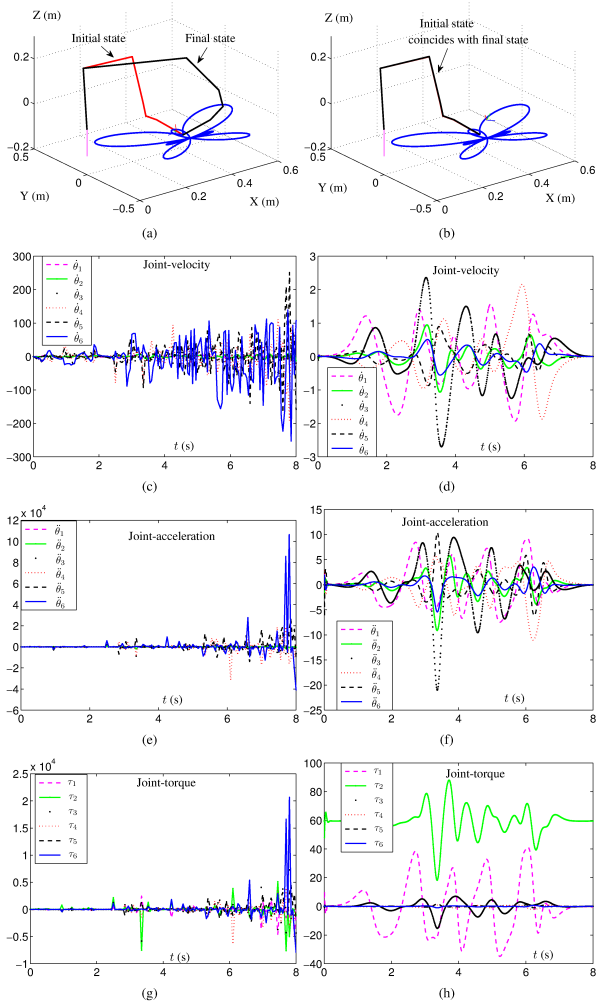 Z (m)
Initial state
Final state
0.2
0
−0.2
0.5
0
−0.5
Y (m)
0
0.2
0.4
0.6
X (m)
(a)
Z (m)
Initial state
coincides with final state
0.2
0
−0.2
0.5
0
−0.5
Y (m)
0
0.2
0.4
0.6
X (m)
(b)
Joint-velocity
300
200
100
0
−100
−200
−300
θ̇1
θ̇2
θ̇3
θ̇4
θ̇5
θ̇6
t (s)
0 2 4 6 8
(c)
Joint-velocity
3
2
1
0
−1
−2
−3
θ̇1
θ̇2
θ̇3
θ̇4
θ̇5
θ̇6
t (s)
0 2 4 6 8
(d)
x 10^4
Joint-acceleration
12
10
8
6
4
2
0
−2
−4
−6
θ̈1
θ̈2
θ̈3
θ̈4
θ̈5
θ̈6
t (s)
0 2 4 6 8
(e)
Joint-acceleration
15
10
5
0
−5
−10
−15
−20
−25
θ̈1
θ̈2
θ̈3
θ̈4
θ̈5
θ̈6
t (s)
0 2 4 6 8
(f)
x 10^4
Joint-torque
2.5
2
1.5
1
0.5
0
−0.5
−1
τ1
τ2
τ3
τ4
τ5
τ6
t (s)
0 2 4 6 8
(g)
Joint-torque
100
80
60
40
20
0
−20
−40
τ1
τ2
τ3
τ4
τ5
τ6
t (s)
0 2 4 6 8
(h)